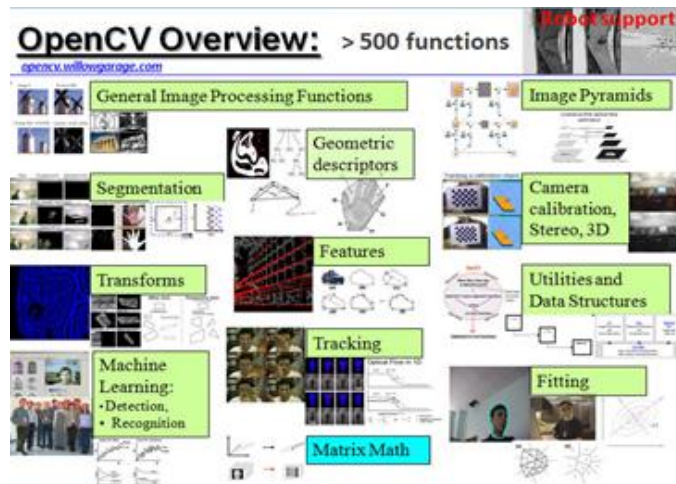 OpenCV Overview: > 500 functions
Robot support
opencv.willowgarage.com
General Image Processing Functions
Image Pyramids
Geometric
descriptors
Segmentation
Camera
calibration,
Stereo, 3D
Features
Transforms
Utilities and
Data Structures
Tracking
Machine
Learning:
•Detection,
• Recognition
Fitting
Matrix Math